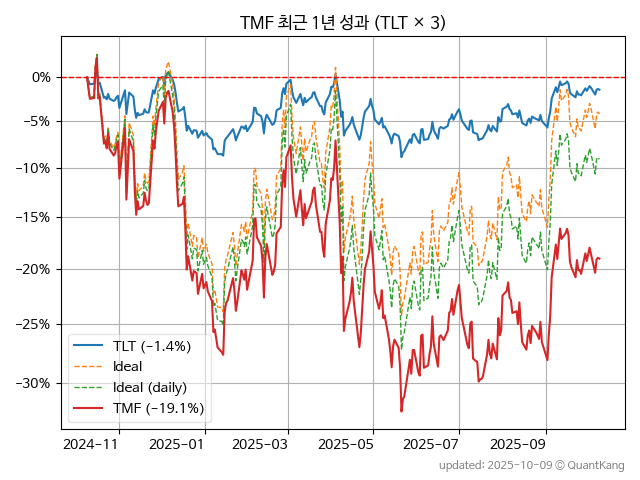 TMF 최근 1년 성과 (TLT × 3)
0%
−5%
−10%
−15%
−20%
−25%
−30%
TLT (−1.4%)
Ideal
Ideal (daily)
TMF (−19.1%)
2024-11
2025-01
2025-03
2025-05
2025-07
2025-09
updated: 2025-10-09 © QuantKang